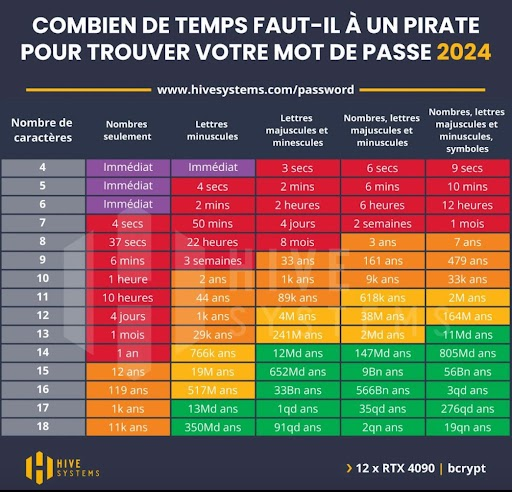 COMBIEN DE TEMPS FAUT-IL À UN PIRATE
POUR TROUVER VOTRE MOT DE PASSE 2024
www.hivesystems.com/password
Nombre de caractères | Nombres seulement | Lettres minuscules | Lettres majuscules et minescules | Nombres, lettres majuscules et minuscules | Nombres, lettres majuscules et minuscules, symboles
4 Immédiat Immédiat 3 secs 6 secs 9 secs
5 Immédiat 4 secs 2 mins 6 mins 10 mins
6 Immédiat 2 mins 2 heures 6 heures 12 heures
7 4 secs 50 mins 4 jours 2 semaines 1 mois
8 37 secs 22 heures 8 mois 3 ans 7 ans
9 6 mins 3 semaines 33 ans 161 ans 479 ans
10 1 heure 2 ans 1k ans 9k ans 33k ans
11 10 heures 44 ans 89k ans 618k ans 2M ans
12 4 jours 1k ans 4M ans 38M ans 164M ans
13 1 mois 29k ans 241M ans 2Md ans 11Md ans
14 1 an 766k ans 12Md ans 147Md ans 805Md ans
15 12 ans 19M ans 652Md ans 9Bn ans 56Bn ans
16 119 ans 517M ans 33Bn ans 566Bn ans 3qd ans
17 1k ans 13Md ans 1qd ans 35qd ans 276qd ans
18 11k ans 350Md ans 91qd ans 2qn ans 19qn ans
HIVE
SYSTEMS
HIVE
SYSTEMS
> 12 x RTX 4090 | bcrypt